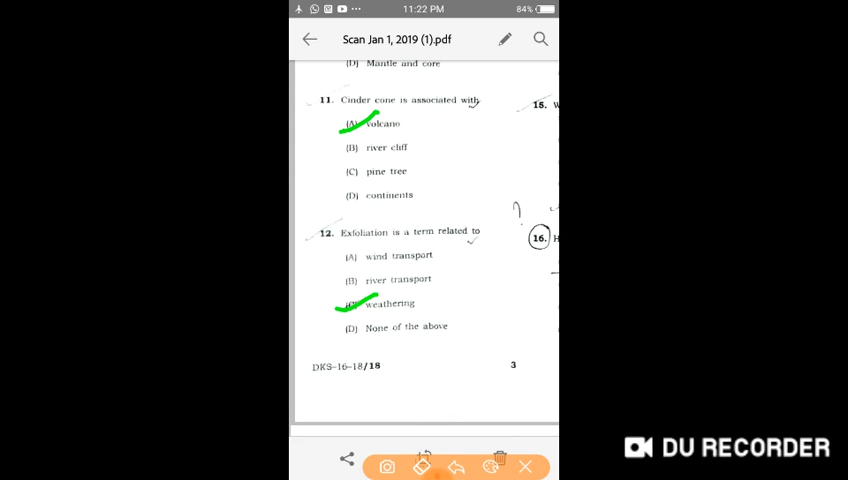 11:22 PM
84%
Scan Jan 1, 2019 (1).pdf
(D) Mantle and core
11. Cinder cone is associated with
(A) volcano
(B) river cliff
(C) pine tree
(D) continents
12. Exfoliation is a term related to
(A) wind transport
(B) river transport
(C) weathering
(D) None of the above
DKS-16-18/18
3
15. W
?
16. H
DU RECORDER